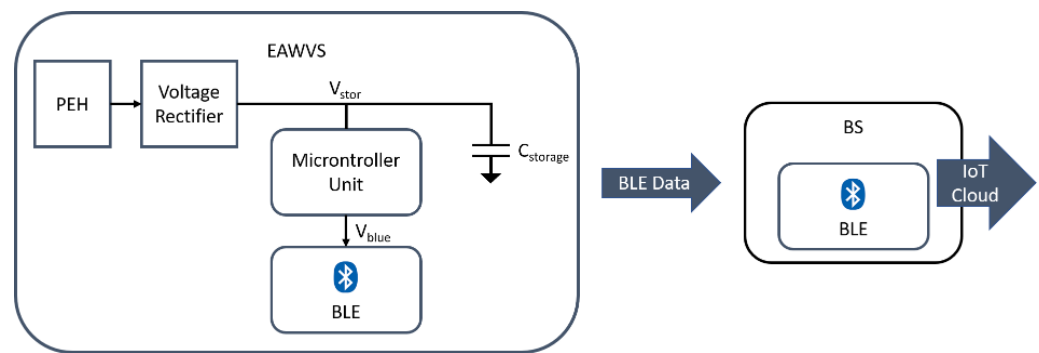 EAWVS
PEH
Voltage
Rectifier
Vstor
Microntroller
Unit
Cstorage
Vblue
BLE
BLE Data
BS
BLE
IoT
Cloud